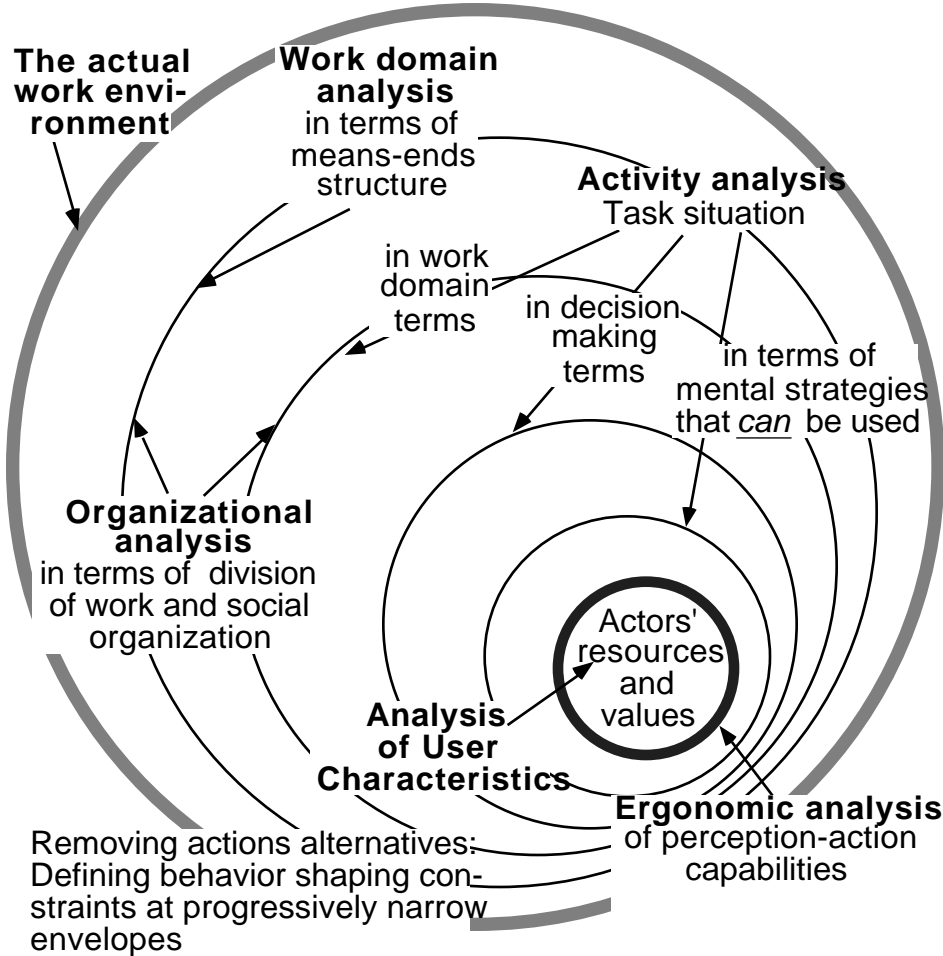 The actual
work envi-
ronment
Work domain
analysis
in terms of
means-ends
structure
Activity analysis
Task situation
in work
domain
terms
in decision
making
terms
in terms of
mental strategies
that can be used
Organizational
analysis
in terms of division
of work and social
organization
Actors'
resources
and
values
Analysis
of User
Characteristics
Ergonomic analysis
of perception-action
capabilities
Removing actions alternatives:
Defining behavior shaping con-
straints at progressively narrow
envelopes